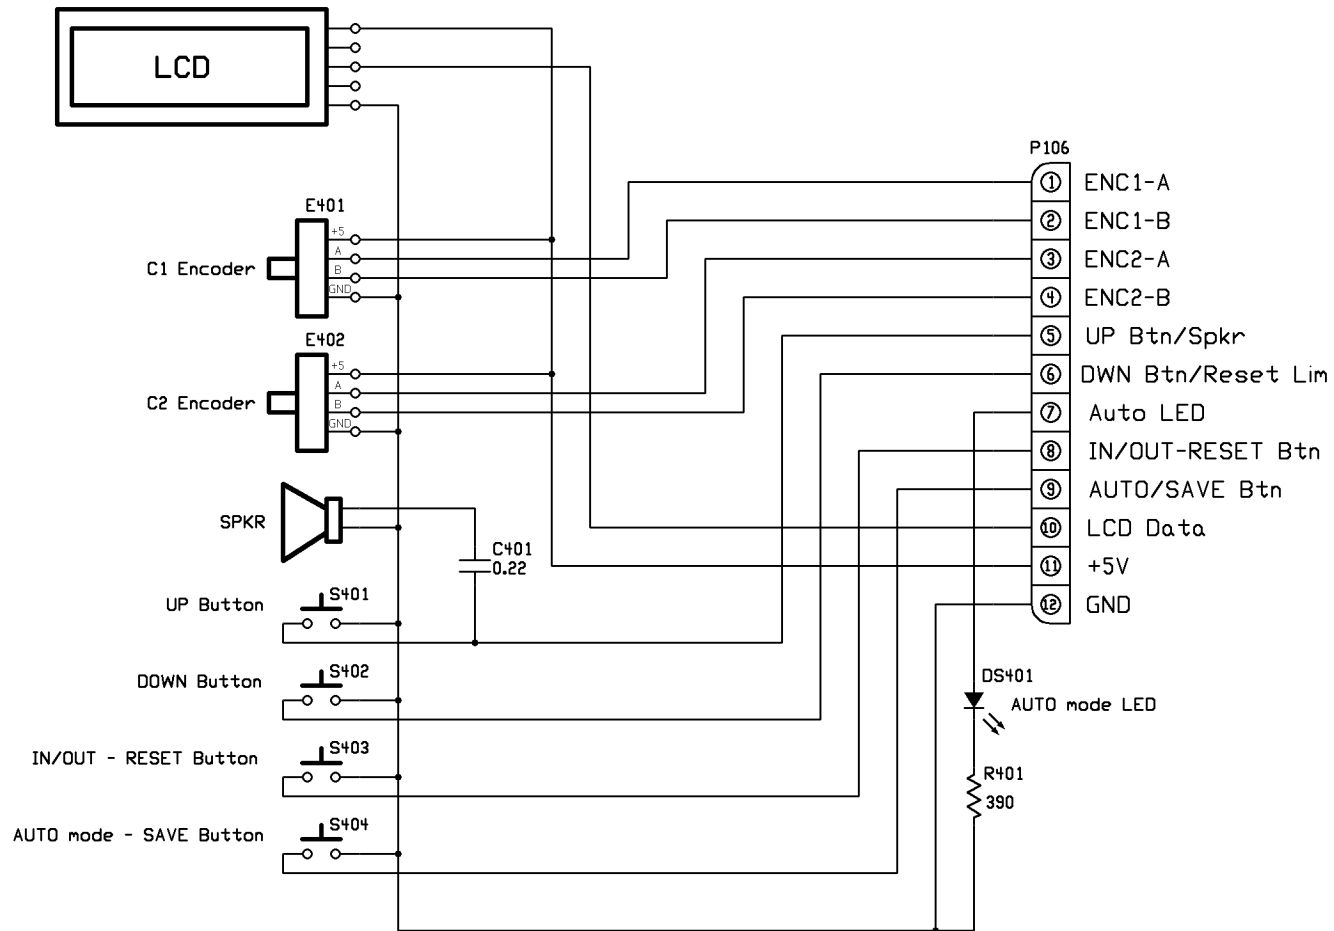 LCD
P106
1 ENC1-A
2 ENC1-B
3 ENC2-A
4 ENC2-B
5 UP Btn/Spkr
6 DWN Btn/Reset Lim
7 Auto LED
8 IN/OUT-RESET Btn
9 AUTO/SAVE Btn
10 LCD Data
11 +5V
12 GND
E401
+5
A
B
GND
C1 Encoder
E402
+5
A
B
GND
C2 Encoder
SPKR
C401
0.22
UP Button
S401
DOWN Button
S402
IN/OUT - RESET Button
S403
AUTO mode - SAVE Button
S404
DS401
AUTO mode LED
R401
390